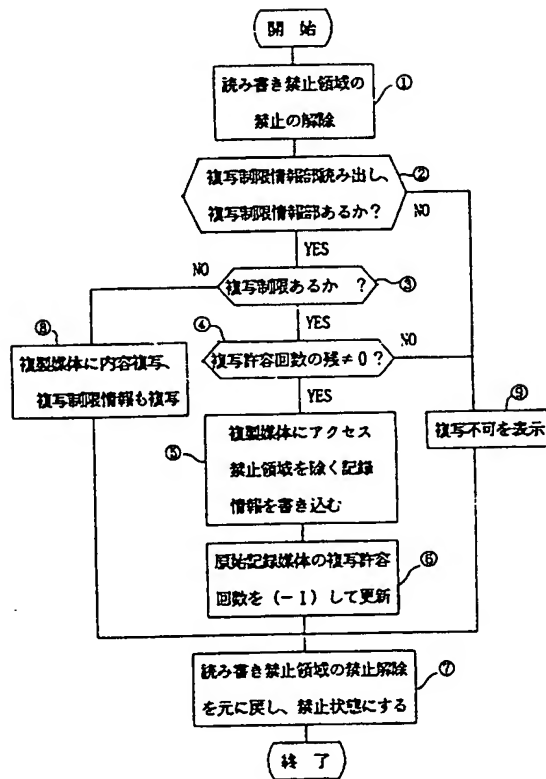 開 始
読み書き禁止領域の
禁止の解除
①
複写制限情報部読み出し、
複写制限情報部あるか?
②
NO
YES
NO
複写制限あるか ?
③
YES
④
複写許容回数の残≠0?
NO
YES
⑧
複製媒体に内容複写、
複写制限情報も複写
⑨
複写不可を表示
⑤
複製媒体にアクセス
禁止領域を除く記録
情報を書き込む
原始記録媒体の複写許容
回数を(-1)して更新
⑥
読み書き禁止領域の禁止解除
を元に戻し、禁止状態にする
⑦
終 了